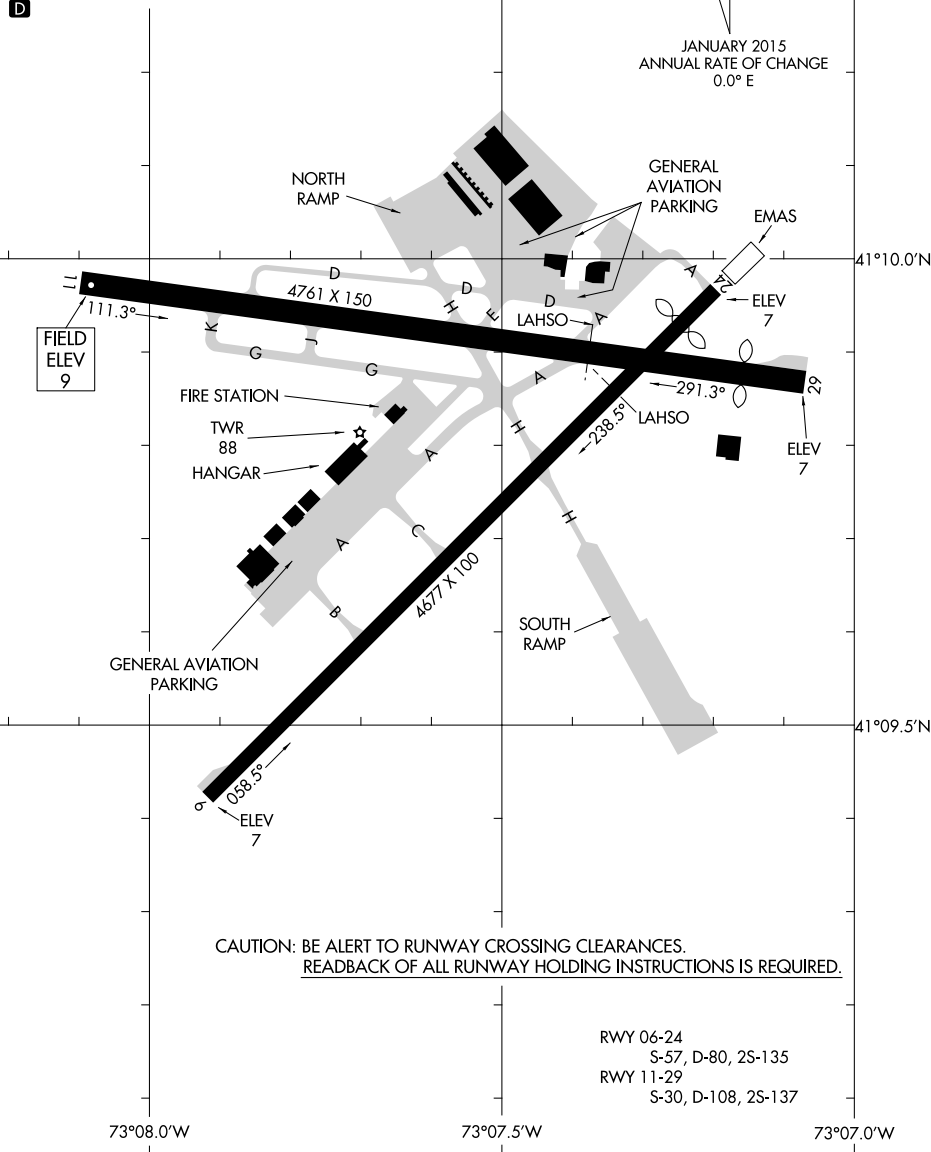 D
JANUARY 2015
ANNUAL RATE OF CHANGE
0.0° E
NORTH
RAMP
GENERAL
AVIATION
PARKING
EMAS
41°10.0'N
A
24
11
D
4761 X 150
D
H
E
D
A
LAHSO
ELEV
7
111.3°
K
J
G
G
FIELD
ELEV
9
A
291.3°
29
FIRE STATION
TWR
88
HANGAR
H
238.5°
LAHSO
ELEV
7
A
H
C
A
4677 X 100
B
SOUTH
RAMP
GENERAL AVIATION
PARKING
41°09.5'N
058.5°
6
ELEV
7
CAUTION: BE ALERT TO RUNWAY CROSSING CLEARANCES.
READBACK OF ALL RUNWAY HOLDING INSTRUCTIONS IS REQUIRED.
RWY 06-24
S-57, D-80, 2S-135
RWY 11-29
S-30, D-108, 2S-137
73°08.0'W
73°07.5'W
73°07.0'W